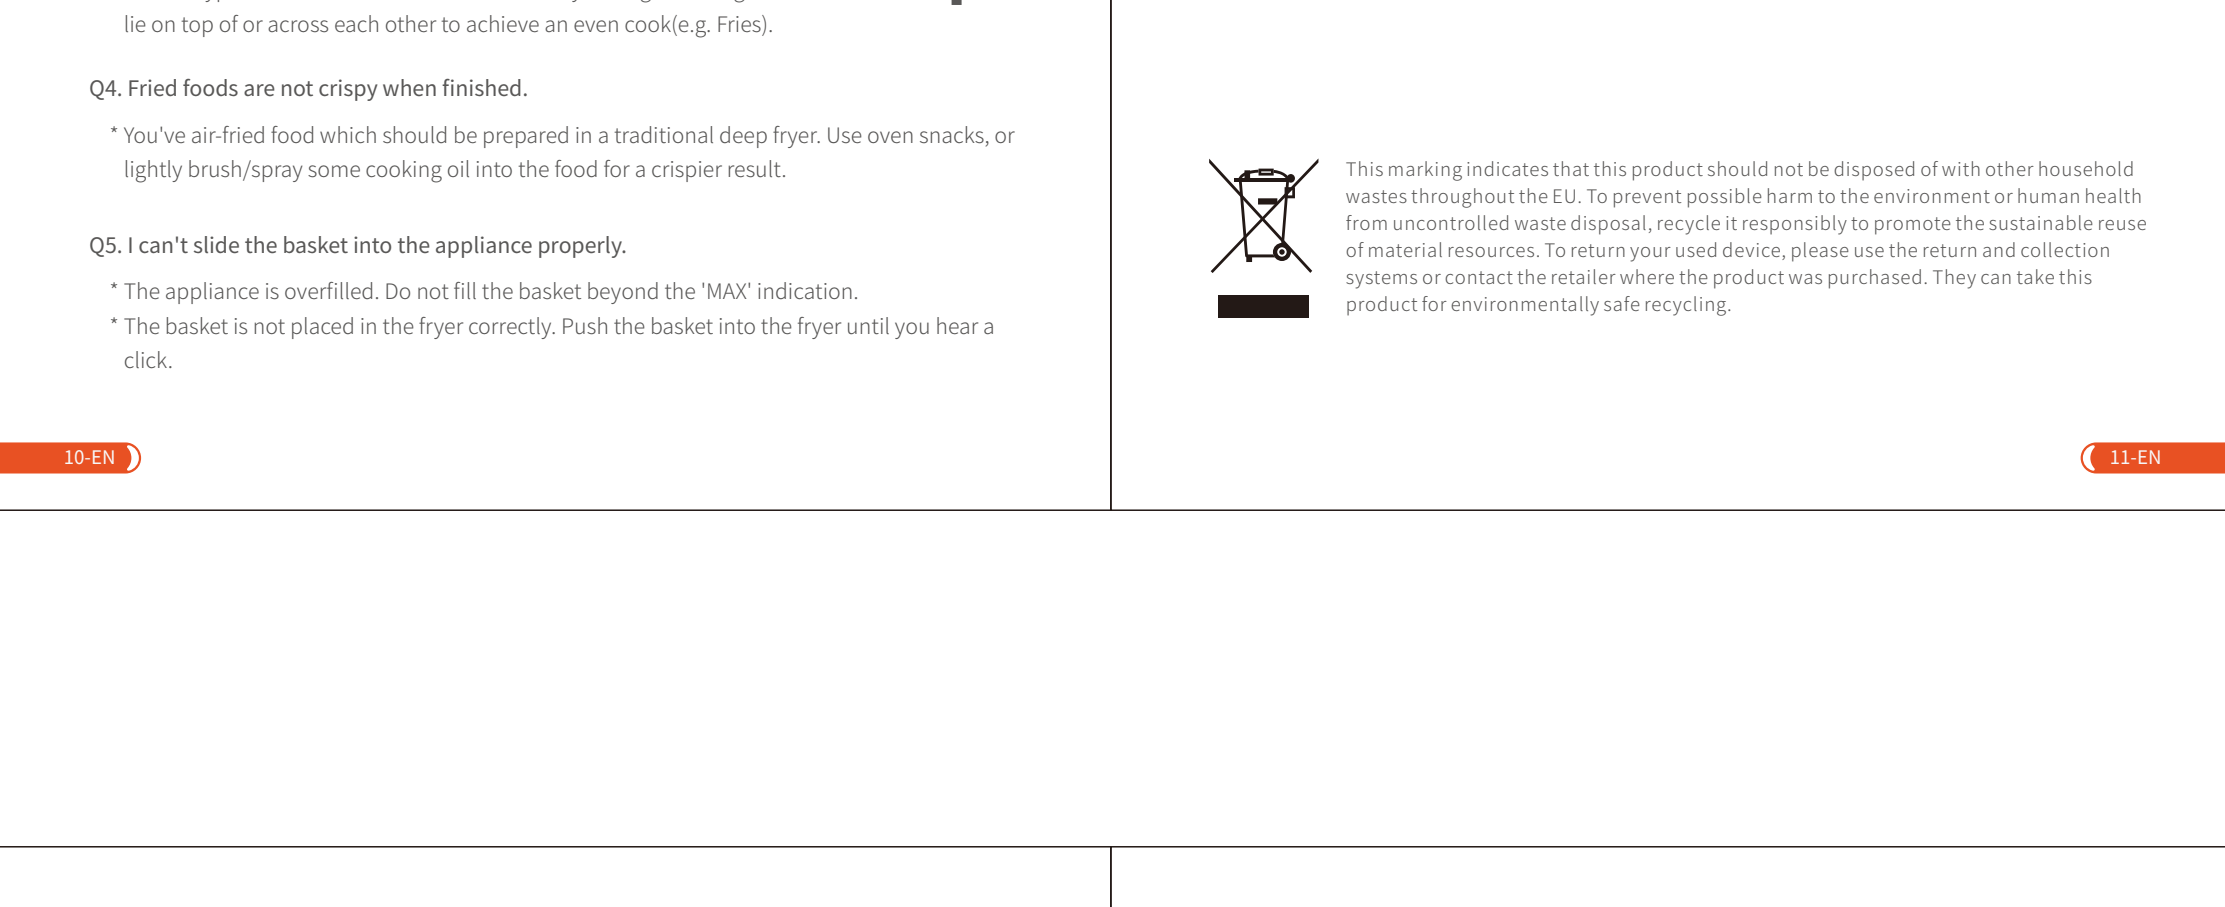 lie on top of or across each other to achieve an even cook(e.g. Fries).
Q4. Fried foods are not crispy when finished.
* You've air-fried food which should be prepared in a traditional deep fryer. Use oven snacks, or
lightly brush/spray some cooking oil into the food for a crispier result.
Q5. I can't slide the basket into the appliance properly.
* The appliance is overfilled. Do not fill the basket beyond the 'MAX' indication.
* The basket is not placed in the fryer correctly. Push the basket into the fryer until you hear a
click.
10-EN
This marking indicates that this product should not be disposed of with other household
wastes throughout the EU. To prevent possible harm to the environment or human health
from uncontrolled waste disposal, recycle it responsibly to promote the sustainable reuse
of material resources. To return your used device, please use the return and collection
systems or contact the retailer where the product was purchased. They can take this
product for environmentally safe recycling.
11-EN